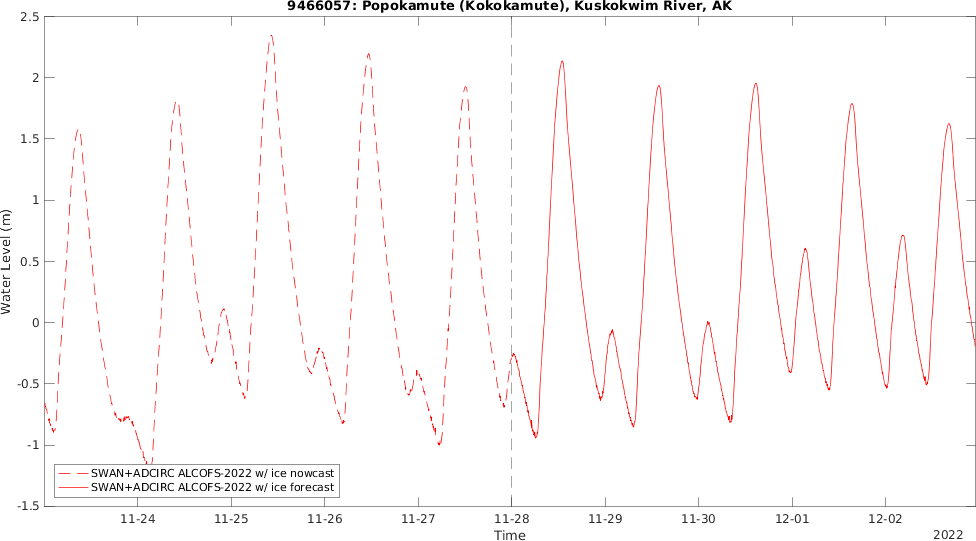 9466057: Popokamute (Kokokamute), Kuskokwim River, AK
2.5
2
1.5
1
0.5
0
-0.5
-1
-1.5
Water Level (m)
SWAN+ADCIRC ALCOFS-2022 w/ ice nowcast
SWAN+ADCIRC ALCOFS-2022 w/ ice forecast
11-24 11-25 11-26 11-27 11-28 11-29 11-30 12-01 12-02
Time
2022